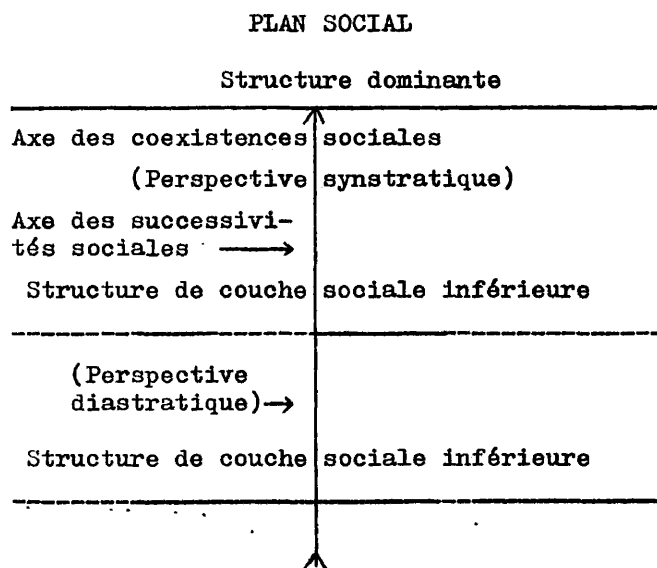 PLAN SOCIAL
Structure dominante
Axe des coexistences sociales
(Perspective synstratique)
Axe des successivi-
tés sociales
Structure de couche sociale inférieure
(Perspective
diastratique)
Structure de couche sociale inférieure